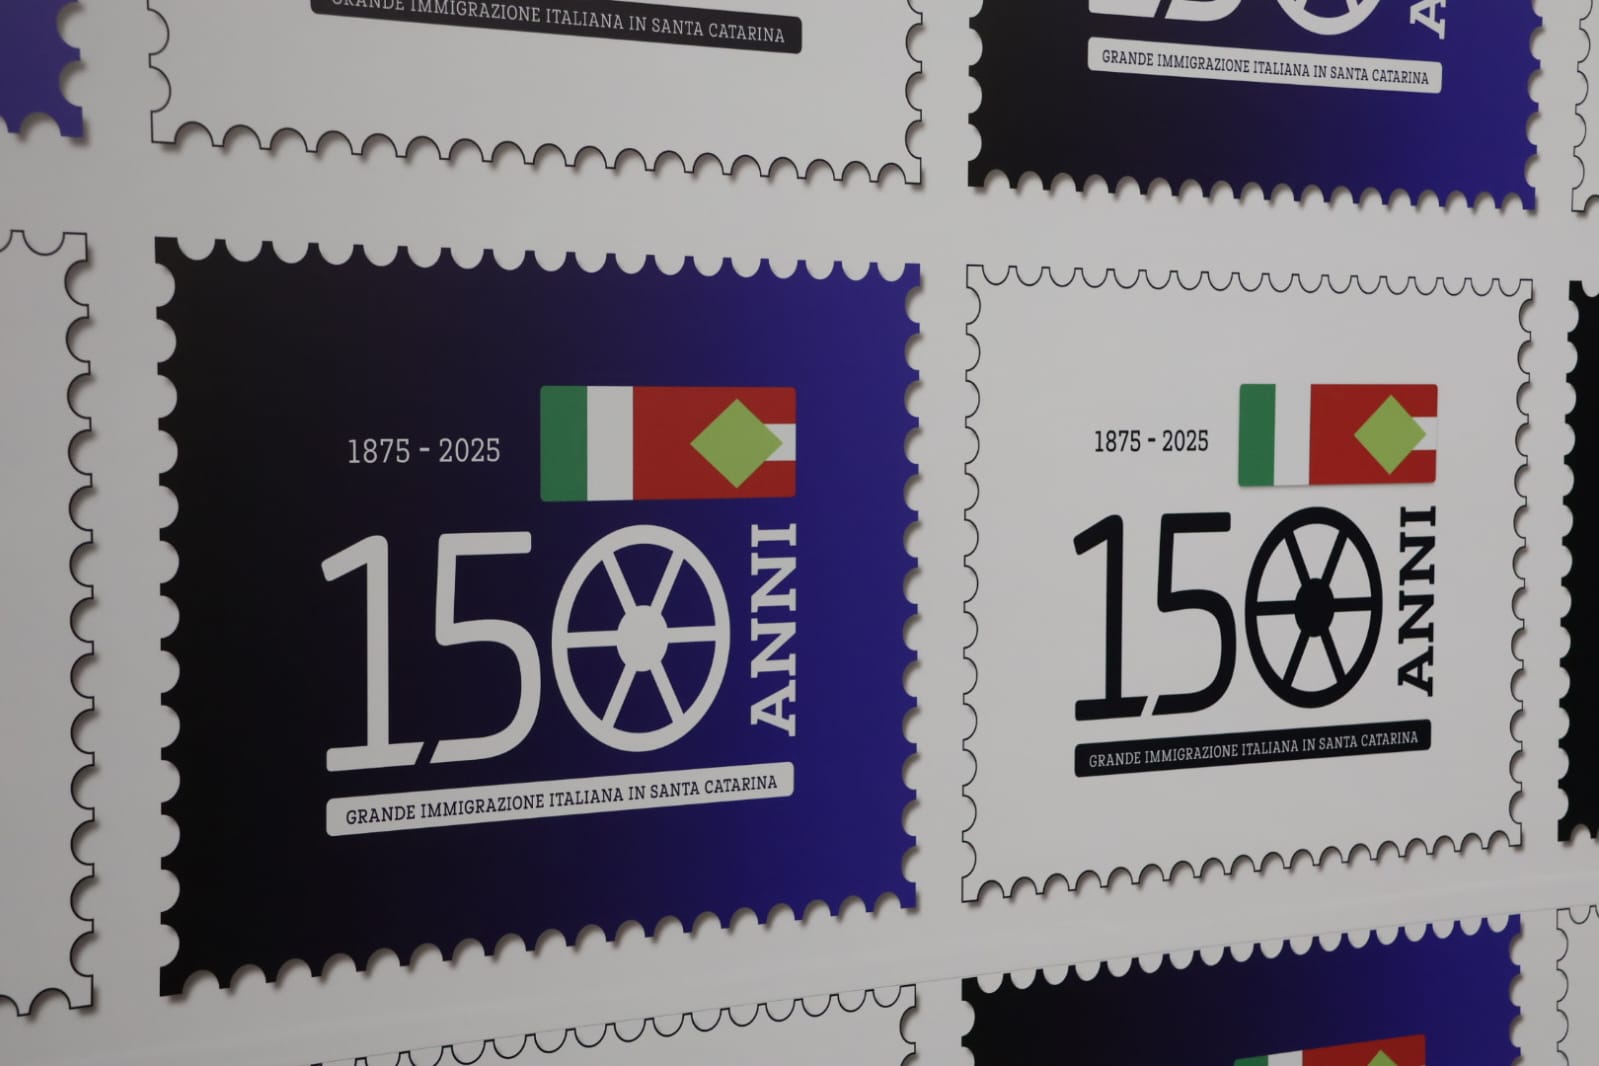 GRANDE IMMIGRAZIONE ITALIANA IN SANTA CATARINA
150
A
GRANDE IMMIGRAZIONE ITALIANA IN SANTA CATARINA
1875 - 2025
150
ANNI
GRANDE IMMIGRAZIONE ITALIANA IN SANTA CATARINA
1875 - 2025
150
ANNI
GRANDE IMMIGRAZIONE ITALIANA IN SANTA CATARINA